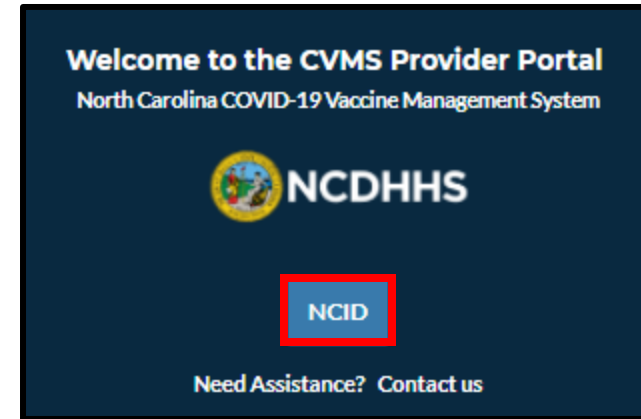 Welcome to the CVMS Provider Portal
North Carolina COVID-19 Vaccine Management System
NCDHHS
NCID
Need Assistance? Contact us